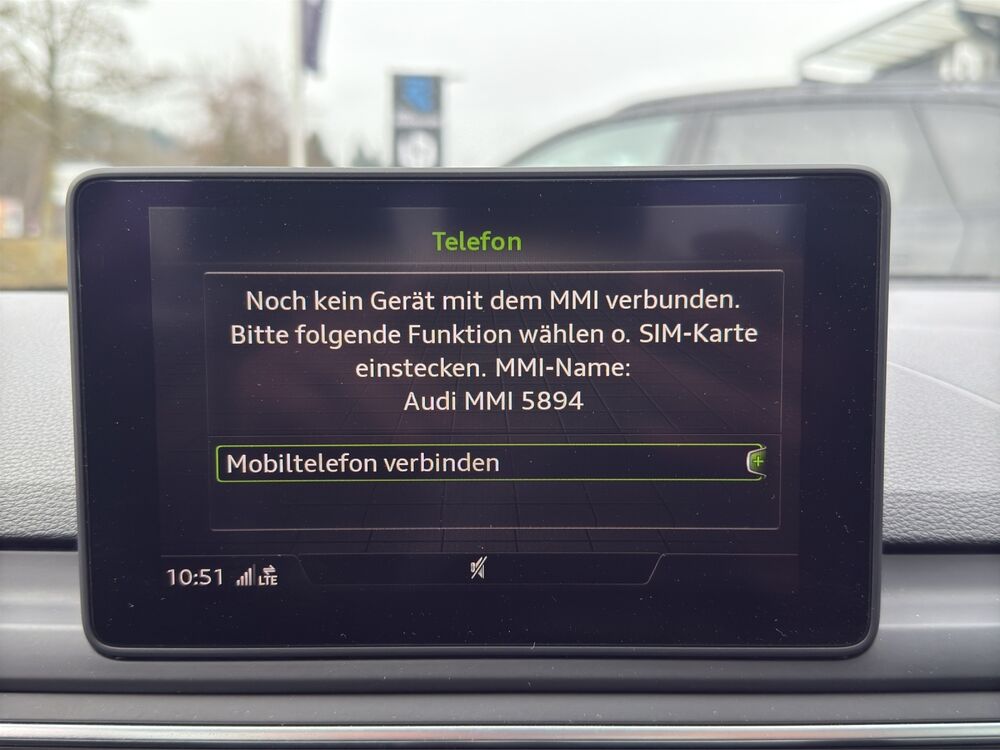 Telefon
Noch kein Gerät mit dem MMI verbunden.
Bitte folgende Funktion wählen o. SIM-Karte
einstecken. MMI-Name:
Audi MMI 5894
Mobiltelefon verbinden
10:51 LTE